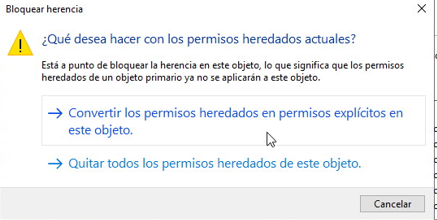 Bloquear herencia
¿Qué desea hacer con los permisos heredados actuales?
Está a punto de bloquear la herencia en este objeto, lo que significa que los permisos
heredados de un objeto primario ya no se aplicarán a este objeto.
Convertir los permisos heredados en permisos explícitos en
este objeto.
Quitar todos los permisos heredados de este objeto.
Cancelar